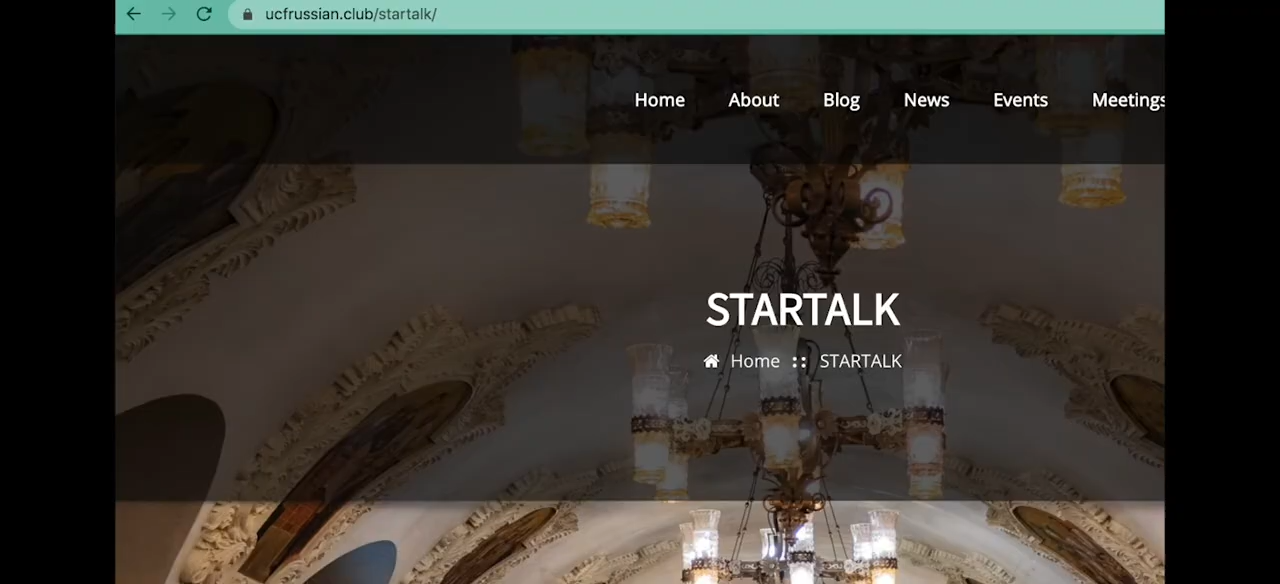 ucfrussian.club/startalk/
Home About Blog News Events Meetings
STARTALK
Home :: STARTALK